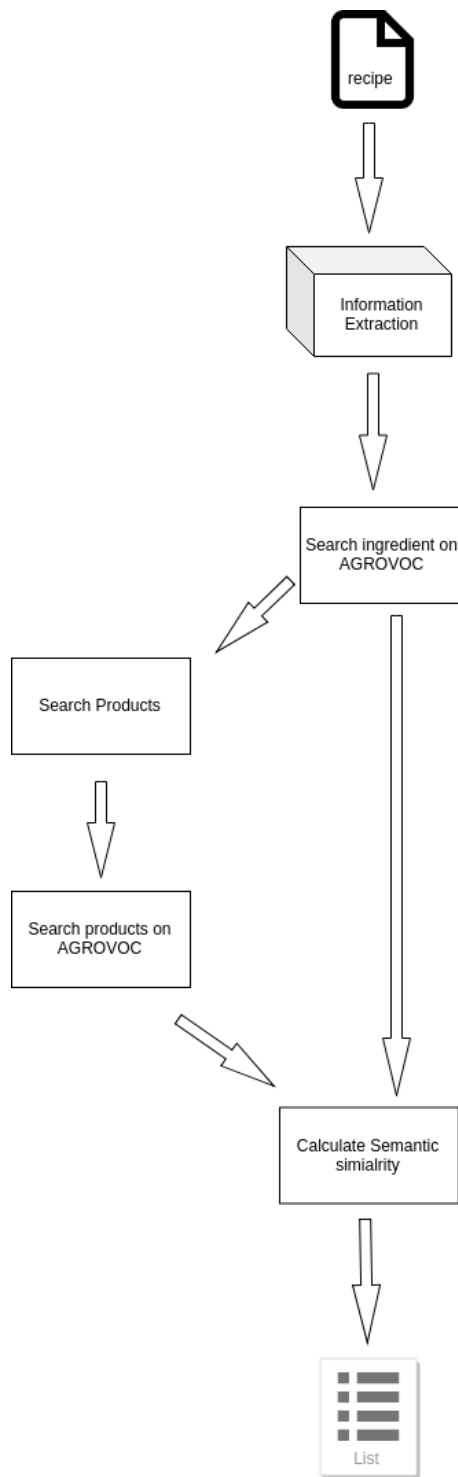 recipe
Information
Extraction
Search ingredient on
AGROVOC
Search Products
Search products on
AGROVOC
Calculate Semantic
simialrity
List